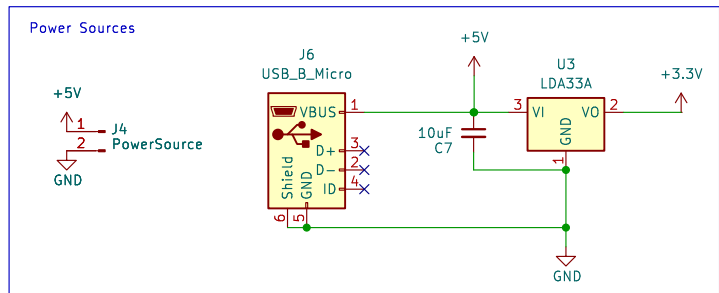 Power Sources
J6
USB_B_Micro
+5V
U3
LDA33A
+3.3V
+5V
1
2
J4
PowerSource
GND
VBUS
1
D+
3
D-
2
ID
4
Shield
GND
6
5
10uF
C7
3
VI
VO
2
GND
1
GND